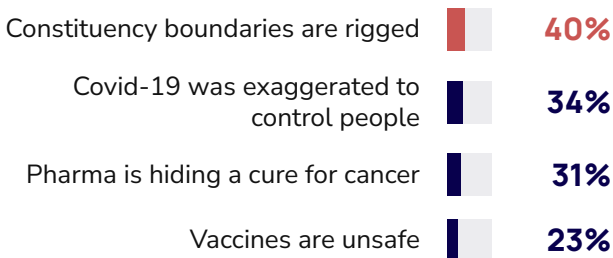 Constituency boundaries are rigged 40%
Covid-19 was exaggerated to
control people 34%
Pharma is hiding a cure for cancer 31%
Vaccines are unsafe 23%